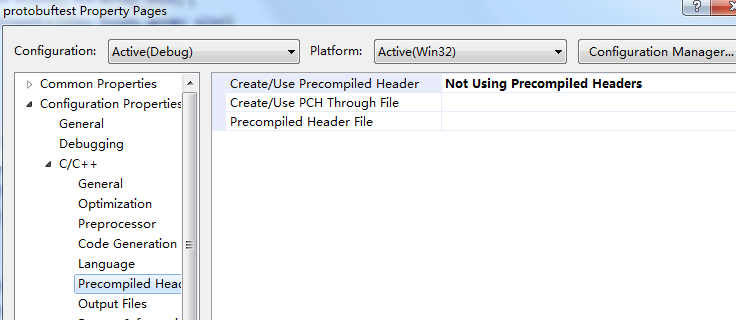 protobuftest Property Pages
?
Configuration: Active(Debug) Platform: Active(Win32) Configuration Manager...
Common Properties
Configuration Properties
General
Debugging
C/C++
General
Optimization
Preprocessor
Code Generation
Language
Precompiled Head
Output Files
Create/Use Precompiled Header Not Using Precompiled Headers
Create/Use PCH Through File
Precompiled Header File